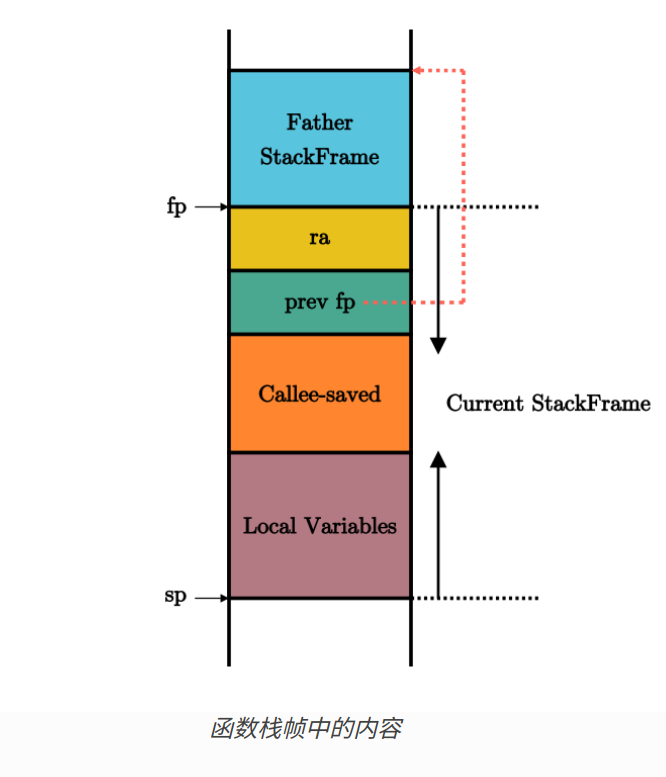 Father
StackFrame
fp
ra
prev fp
Callee-saved
Current StackFrame
Local Variables
sp
函数栈帧中的内容